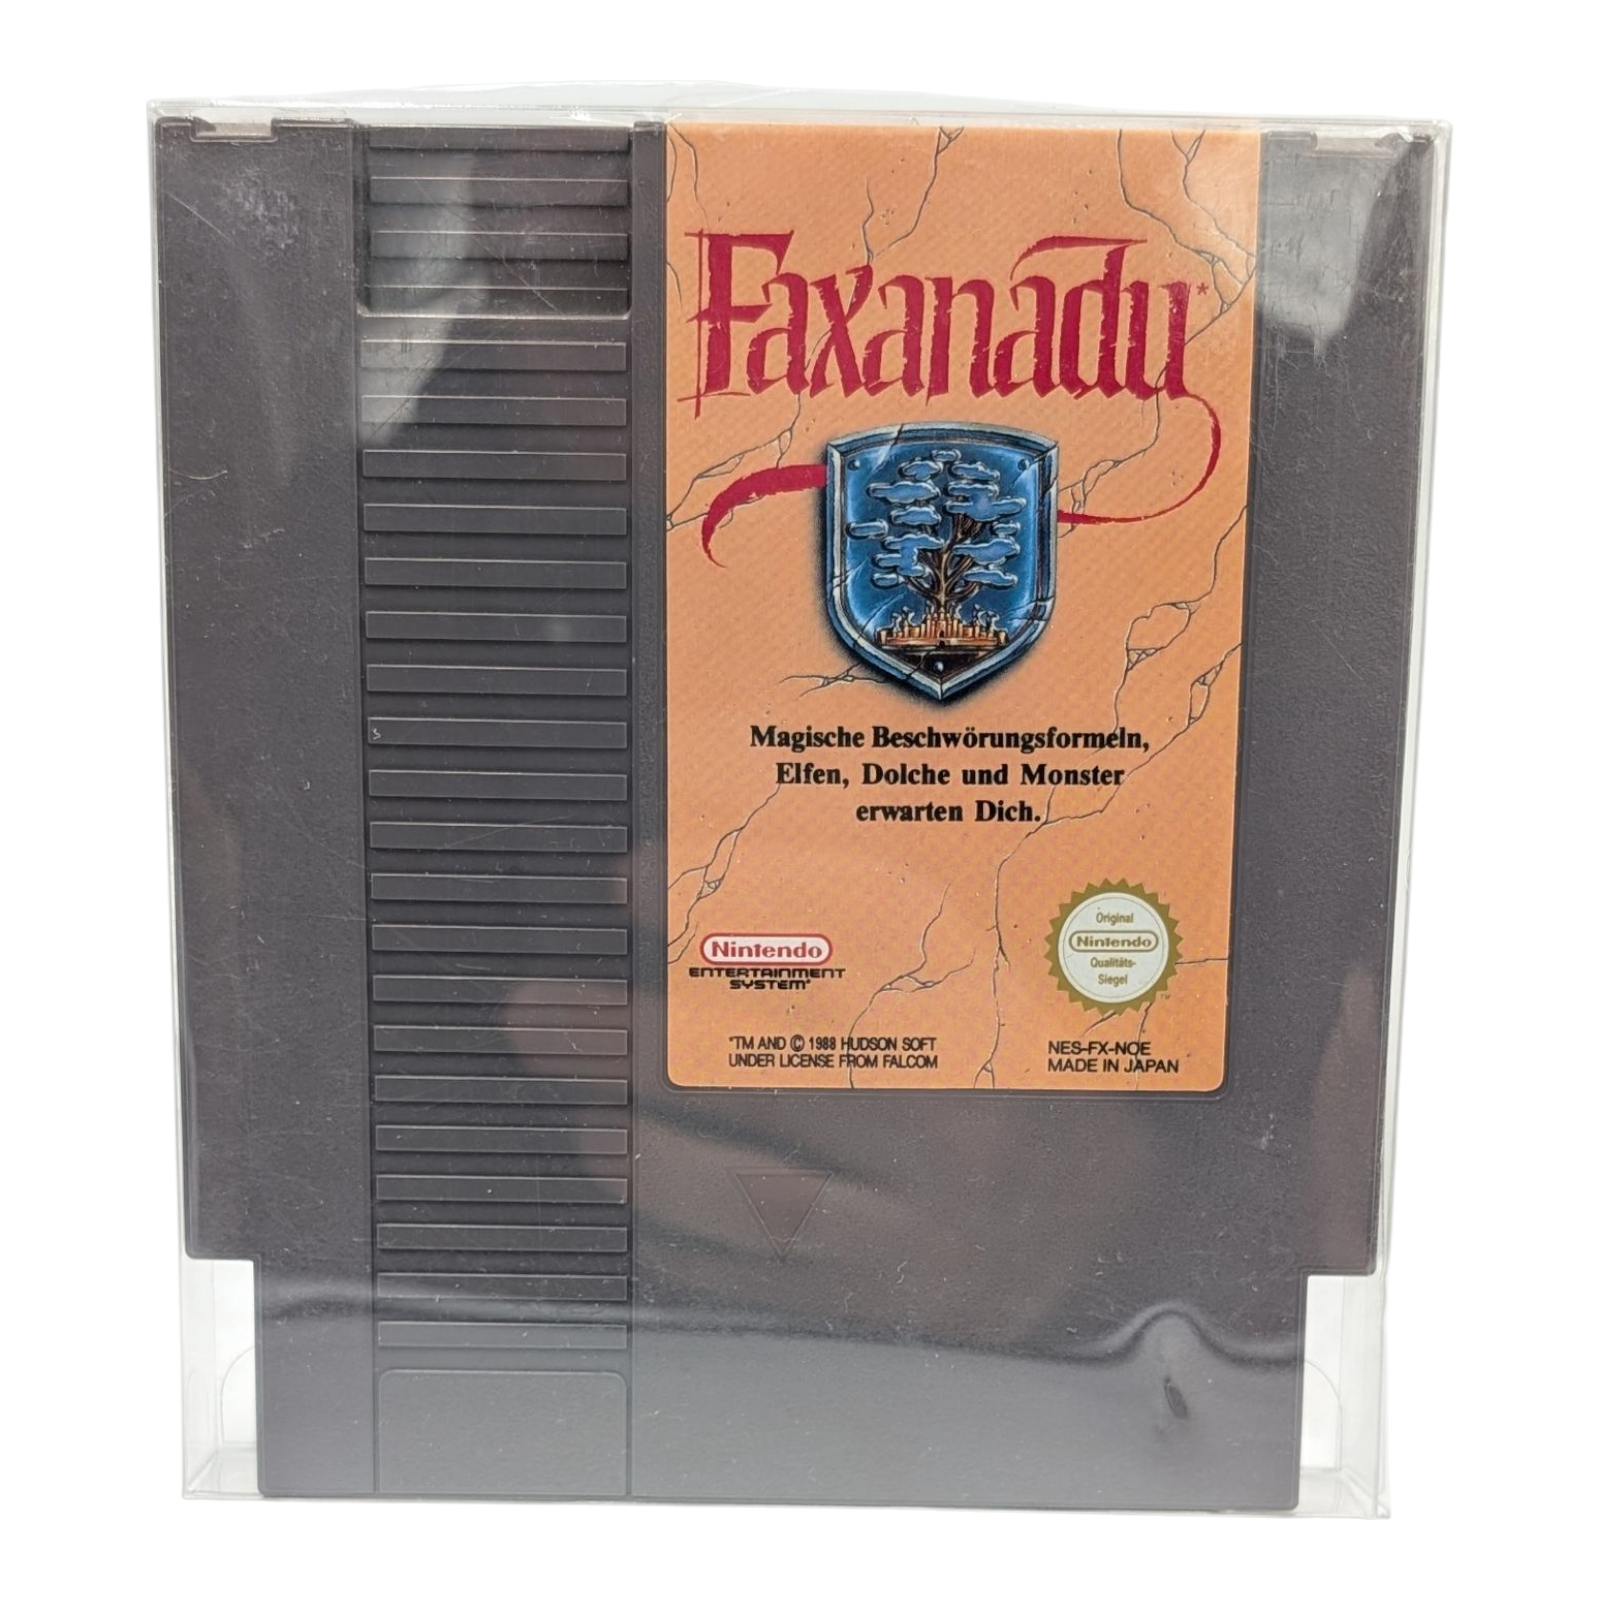 Faxanadu*
Magische Beschwörungsformeln,
Elfen, Dolche und Monster
erwarten Dich.
Nintendo
ENTERTAINMENT
SYSTEM®
Original
Nintendo
Qualitäts-
Siegel
TM
*TM AND © 1988 HUDSON SOFT
UNDER LICENSE FROM FALCOM
NES-FX-NOE
MADE IN JAPAN